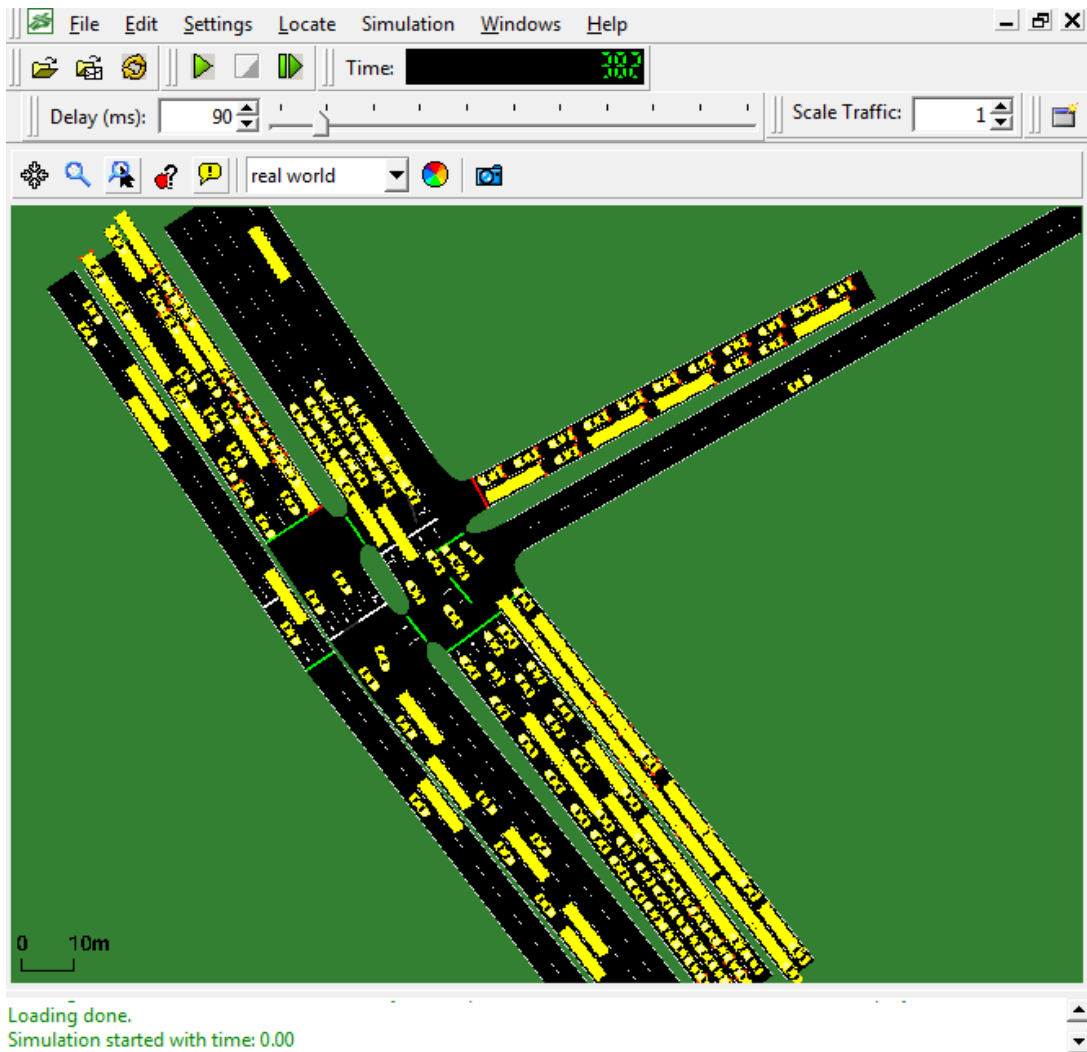 File Edit Settings Locate Simulation Windows Help
Time: 382
Delay (ms): 90 Scale Traffic: 1
real world
0 10m
Loading done.
Simulation started with time: 0.00